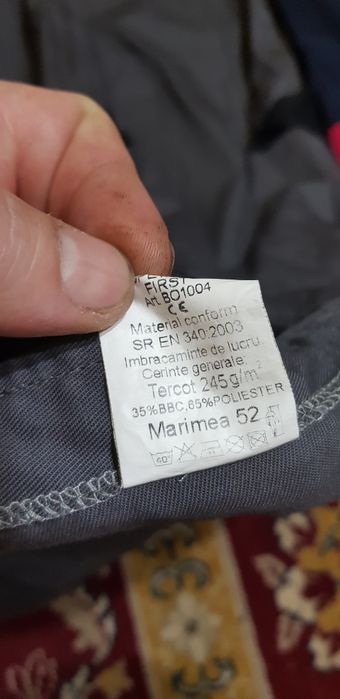 FIRST
Art. BO1004
CE
Material conform
SR EN 340:2003
Imbracaminte de lucru
Cerinte generale
Tercot 245g/m²
35%BBC,65%POLIESTER
Marimea 52
40°